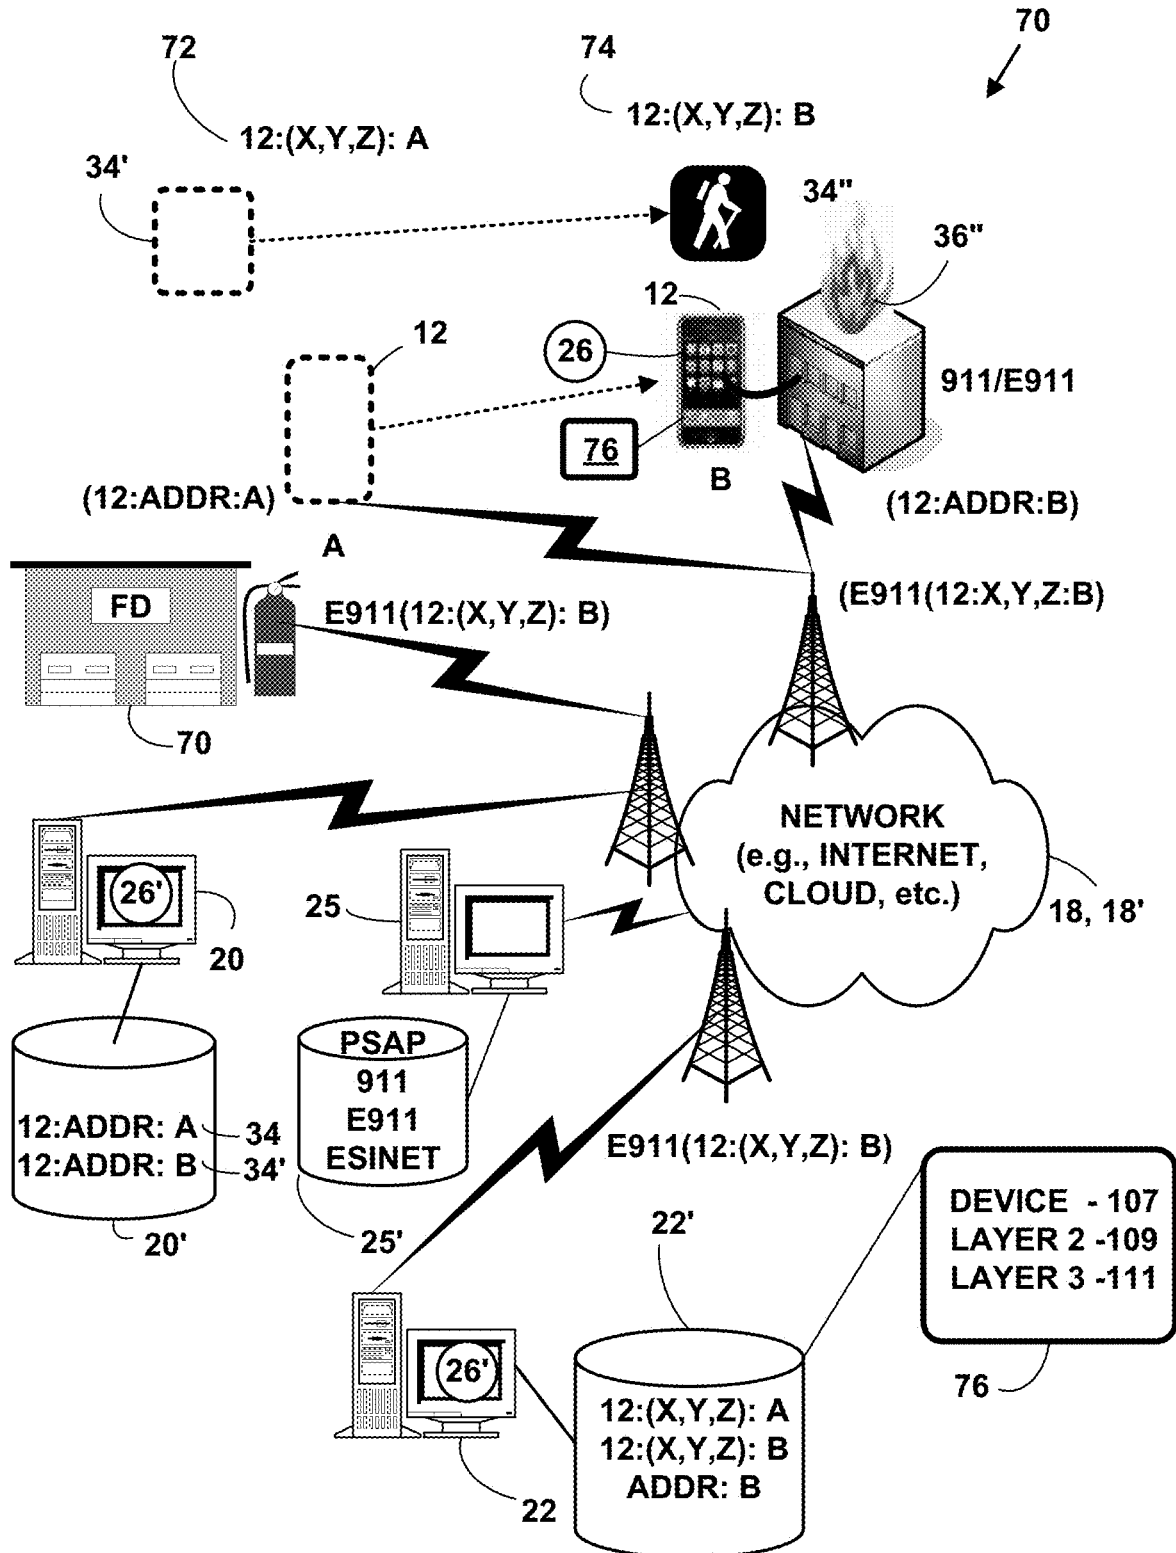 70
72
74
12:(X,Y,Z): A
12:(X,Y,Z): B
34'
34"
36"
12
12
26
911/E911
76
B
(12:ADDR:A)
(12:ADDR:B)
A
FD
E911(12:(X,Y,Z): B)
(E911(12:X,Y,Z:B)
70
NETWORK
(e.g., INTERNET,
CLOUD, etc.)
26'
25
20
18, 18'
PSAP
911
E911
ESINET
12:ADDR: A
34
12:ADDR: B
34'
E911(12:(X,Y,Z): B)
20'
25'
22'
DEVICE - 107
LAYER 2 -109
LAYER 3 -111
26'
76
12:(X,Y,Z): A
12:(X,Y,Z): B
ADDR: B
22